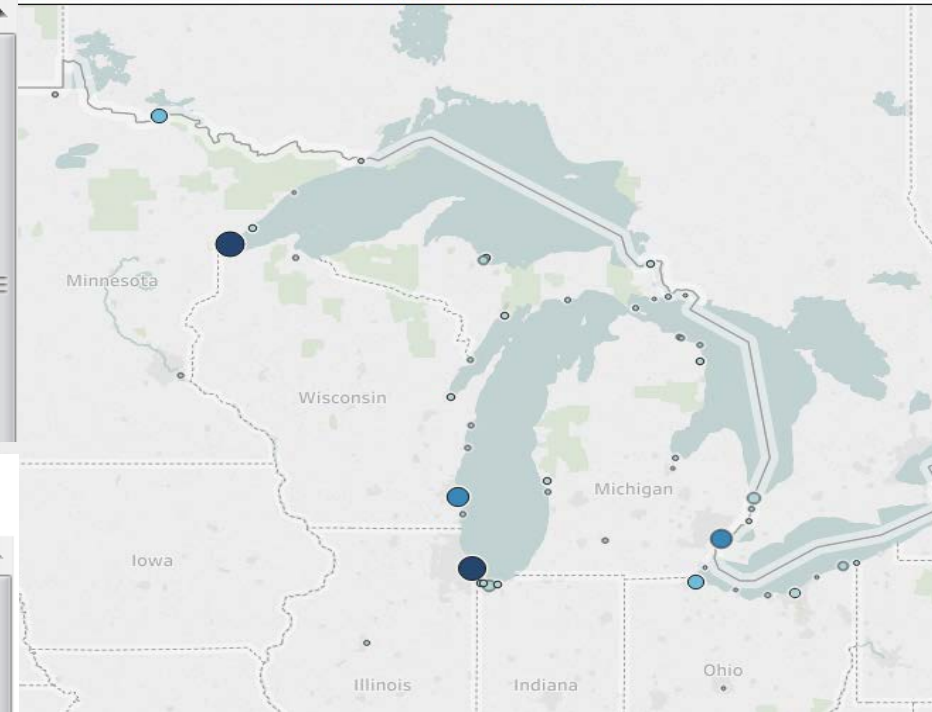 Minnesota
Wisconsin
Michigan
Iowa
Ohio
Illinois
Indiana